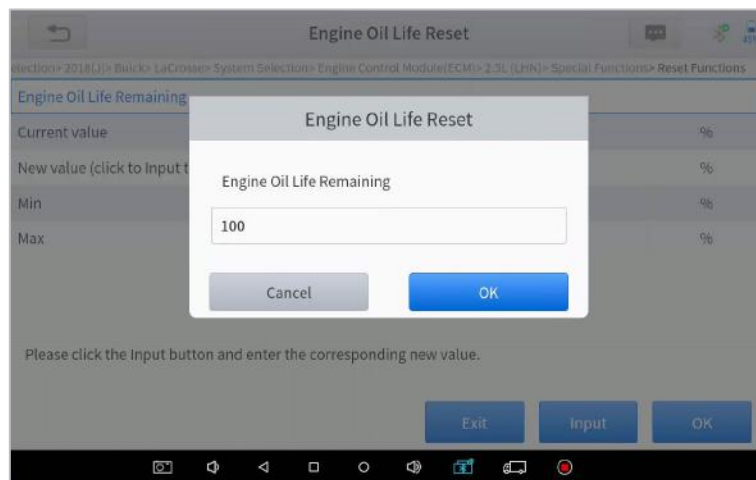 Engine Oil Life Reset
election> 2018(J)> Buick> LaCrosse> System Selection> Engine Control Module(ECM)> 2.5L (LHN)> Special Functions> Reset Functions
Engine Oil Life Remaining
Current value %
New value (click to Input t %
Min %
Max %
Engine Oil Life Reset
Engine Oil Life Remaining
100
Cancel OK
Please click the Input button and enter the corresponding new value.
Exit Input OK